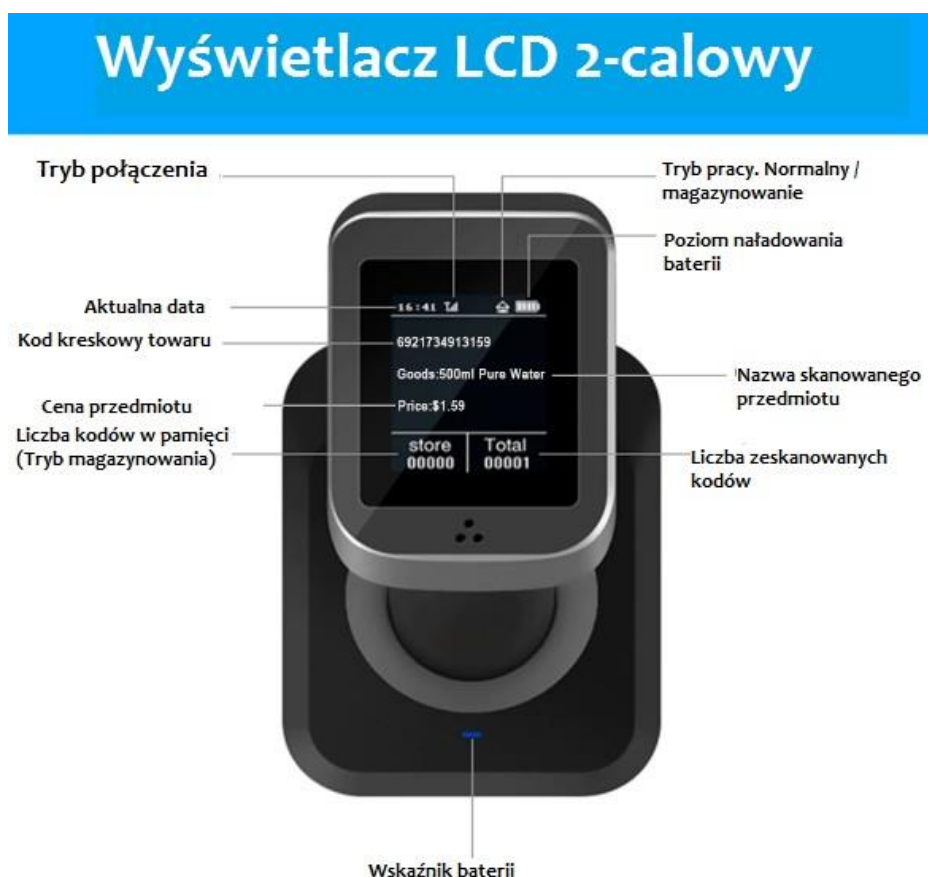 Wyświetlacz LCD 2-calowy
Tryb połączenia
Tryb pracy. Normalny /
magazynowanie
Poziom naładowania
baterii
Aktualna data
16:41
Kod kreskowy towaru
6921734913159
Goods:500ml Pure Water
Nazwa skanowanego
przedmiotu
Cena przedmiotu
Price:$1.59
Liczba kodów w pamięci
(Tryb magazynowania)
store
00000
Total
00001
Liczba zeskanowanych
kodów
Wskaźnik baterii